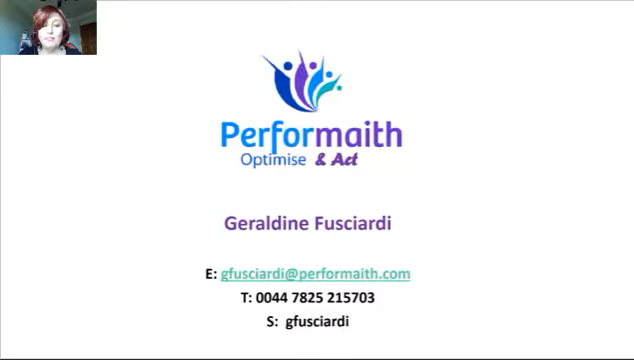 Performaith
Optimise & Act
Geraldine Fusciardi
E: gfusciardi@performaith.com
T: 0044 7825 215703
S: gfusciardi